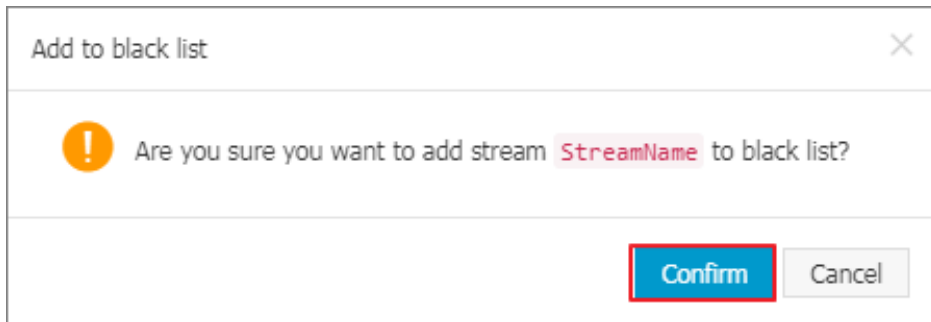 Add to black list
Are you sure you want to add stream StreamName to black list?
Confirm Cancel